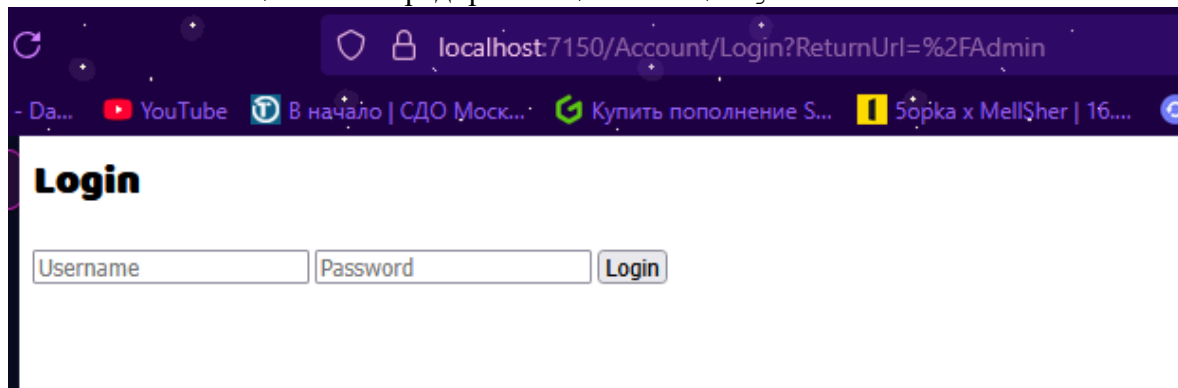 localhost:7150/Account/Login?ReturnUrl=%2FAdmin
- Da... YouTube В начало | СДО Моск... Купить пополнение S... 5opka x MellSher | 16....
Login
Username Password Login